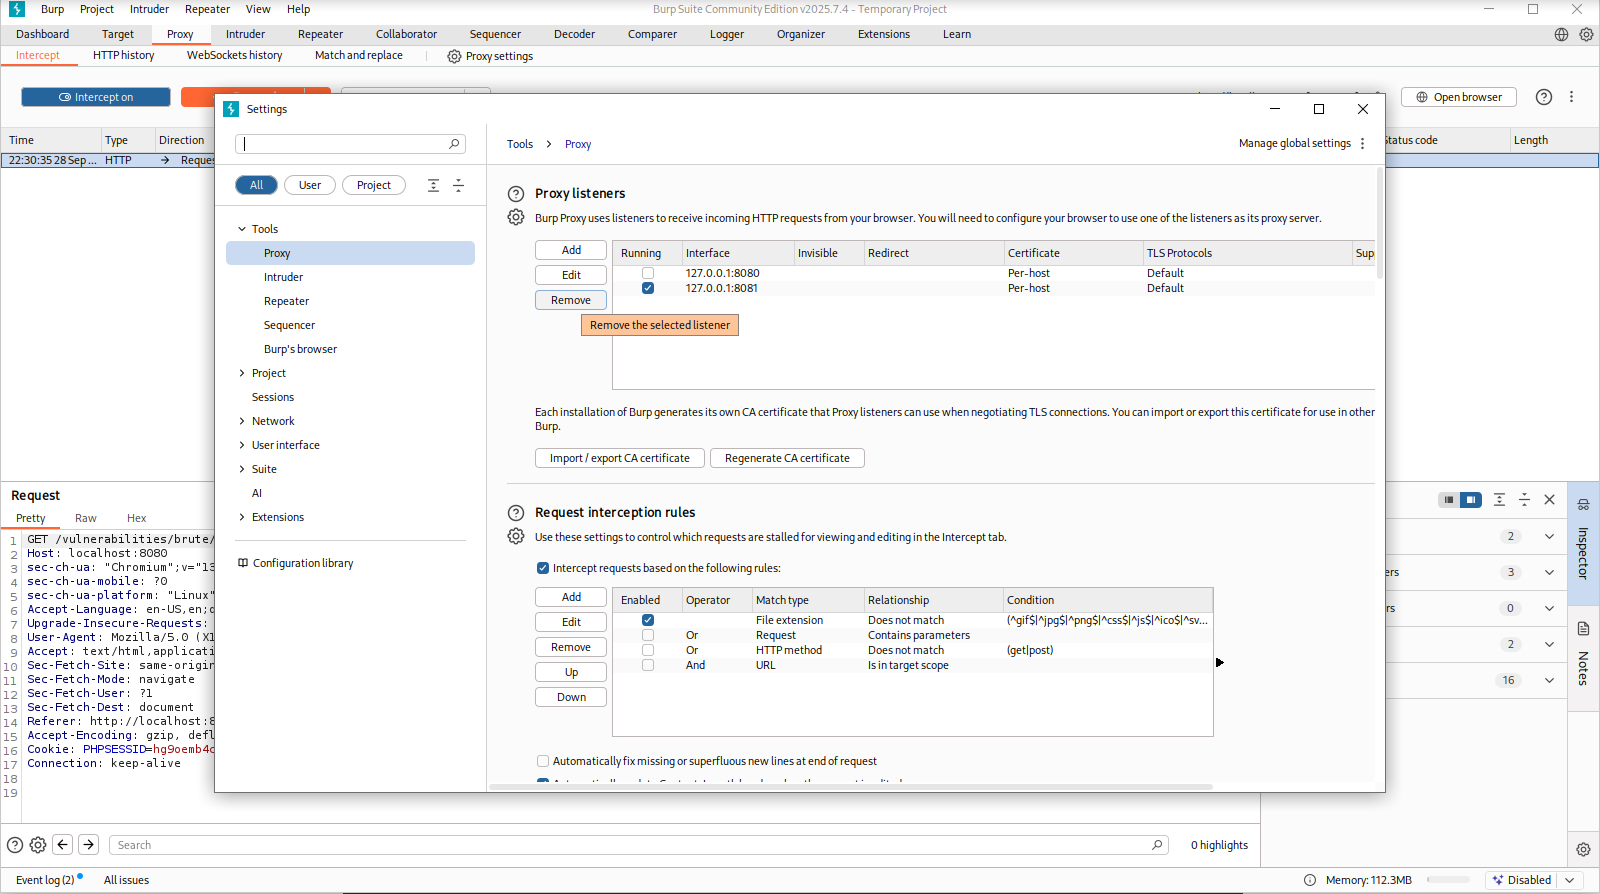 Burp Project Intruder Repeater View Help
Burp Suite Community Edition v2025.7.4 - Temporary Project
Dashboard Target Proxy Intruder Repeater Collaborator Sequencer Decoder Comparer Logger Organizer Extensions Learn
Intercept HTTP history WebSockets history Match and replace Proxy settings
Intercept on
Open browser
Time Type Direction
Status code Length
22:30:35 28 Sep ... HTTP Reques
Settings
Tools > Proxy
Manage global settings
All User Project
Tools
Proxy
Intruder
Repeater
Sequencer
Burp's browser
Project
Sessions
Network
User interface
Suite
AI
Extensions
Configuration library
Proxy listeners
Burp Proxy uses listeners to receive incoming HTTP requests from your browser. You will need to configure your browser to use one of the listeners as its proxy server.
Add
Edit
Remove
Running Interface Invisible Redirect Certificate TLS Protocols Supp
127.0.0.1:8080 Per-host Default
127.0.0.1:8081 Per-host Default
Remove the selected listener
Each installation of Burp generates its own CA certificate that Proxy listeners can use when negotiating TLS connections. You can import or export this certificate for use in other
Burp.
Import / export CA certificate Regenerate CA certificate
Request interception rules
Use these settings to control which requests are stalled for viewing and editing in the Intercept tab.
Intercept requests based on the following rules:
Add
Edit
Remove
Up
Down
Enabled Operator Match type Relationship Condition
File extension Does not match (^gif$|^jpg$|^png$|^css$|^js$|^ico$|^sv...
Or Request Contains parameters
Or HTTP method Does not match (get|post)
And URL Is in target scope
Automatically fix missing or superfluous new lines at end of request
Request
Pretty Raw Hex
1 GET /vulnerabilities/brute/
2 Host: localhost:8080
3 sec-ch-ua: "Chromium";v="13
4 sec-ch-ua-mobile: ?0
5 sec-ch-ua-platform: "Linux"
6 Accept-Language: en-US,en;q
7 Upgrade-Insecure-Requests:
8 User-Agent: Mozilla/5.0 (X1
9 Accept: text/html,applicati
10 Sec-Fetch-Site: same-origin
11 Sec-Fetch-Mode: navigate
12 Sec-Fetch-User: ?1
13 Sec-Fetch-Dest: document
14 Referer: http://localhost:8
15 Accept-Encoding: gzip, defl
16 Cookie: PHPSESSID=hg9oemb4c
17 Connection: keep-alive
18
19
2
ers 3
rs 0
2
16
Inspector
Notes
Search
0 highlights
Event log (2) All issues
Memory: 112.3MB
Disabled